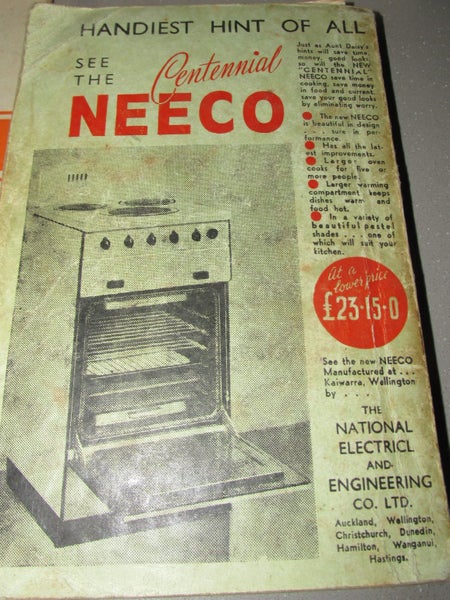 HANDIEST HINT OF ALL
SEE
THE
Centennial
NEECO
Just as Aunt Daisy's
hints will save time,
money, good looks
so will the NEW
"CENTENNIAL"
NEECO save time in
cooking, save money
in food and current,
save your good looks
by eliminating worry.
The new NEECO
is beautiful in design
. . . sure in per-
formance.
Has all the lat-
est improvements.
Larger oven
cooks for five or
more people.
Larger warming
compartment keeps
dishes warm and
food hot.
In a variety of
beautiful pastel
shades . . . one of
which will suit your
kitchen.
At a
lower price
£23·15·0
See the new NEECO
Manufactured at . . .
Kaiwarra, Wellington
by . . .
THE
NATIONAL
ELECTRICL
AND
ENGINEERING
CO. LTD.
Auckland, Wellington,
Christchurch, Dunedin,
Hamilton, Wanganui,
Hastings.